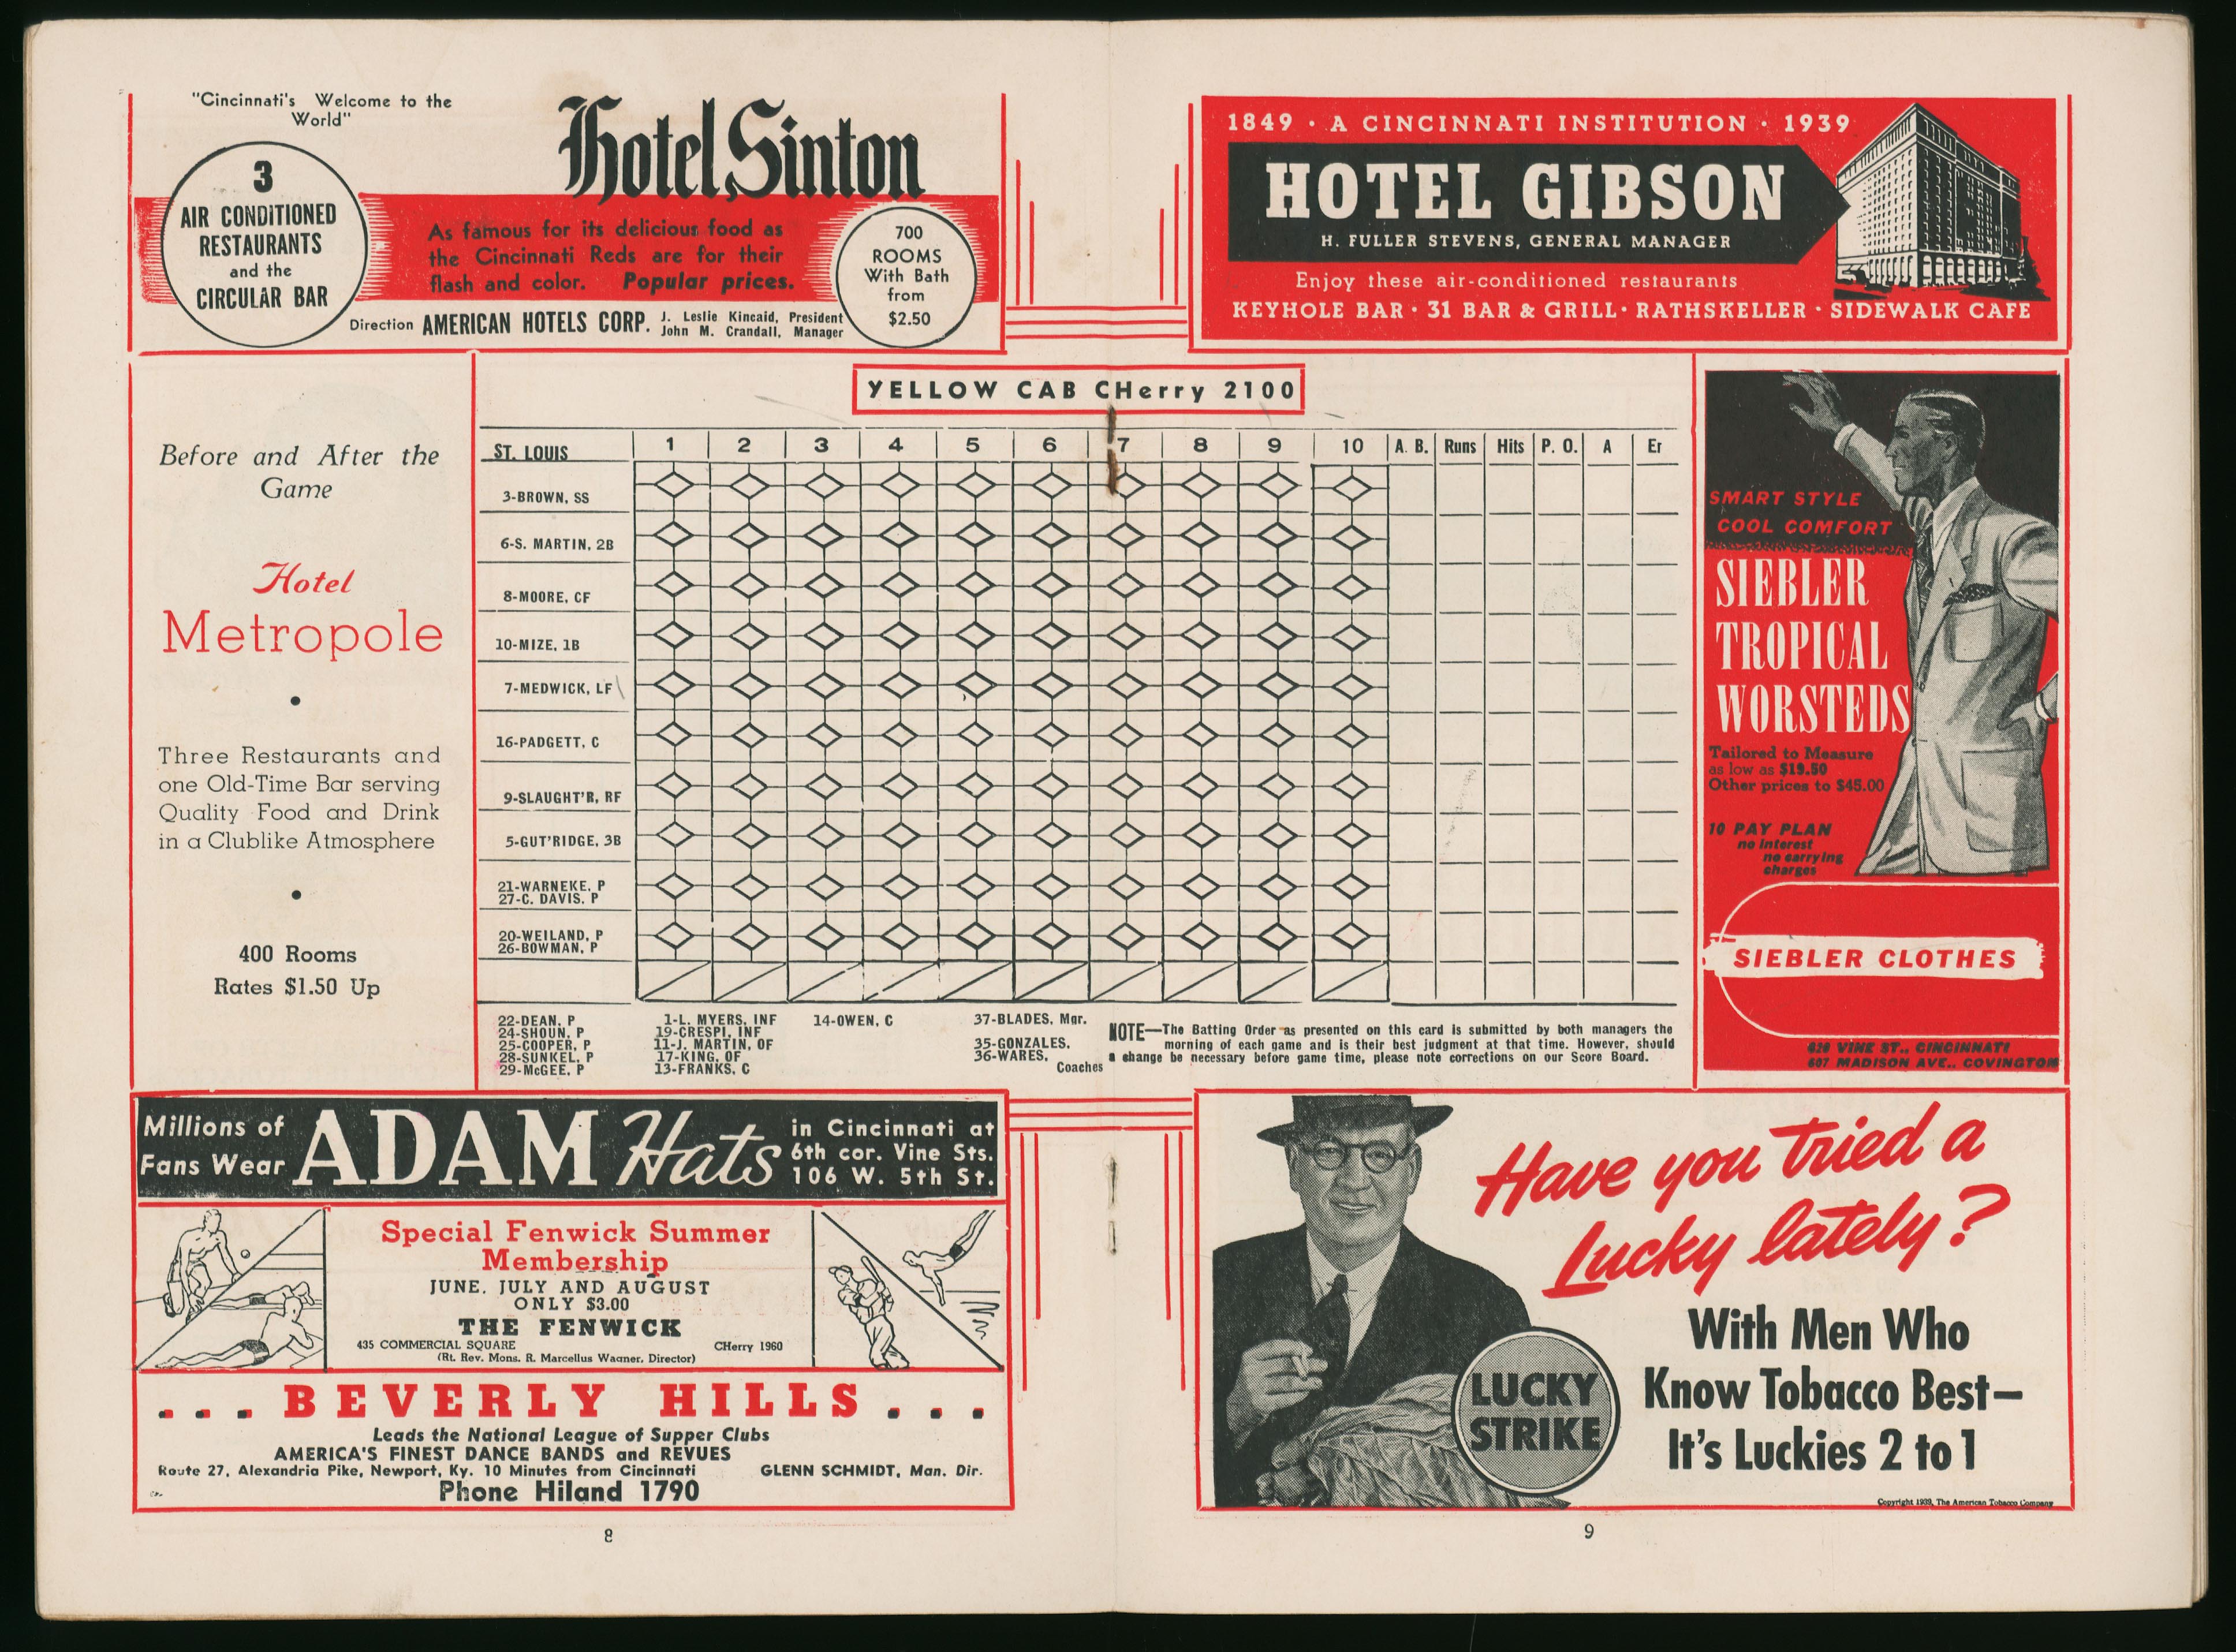 "Cincinnati's Welcome to the
World"
3
AIR CONDITIONED
RESTAURANTS
and the
CIRCULAR BAR
Hotel Sinton
As famous for its delicious food as
the Cincinnati Reds are for their
flash and color. Popular prices.
700
ROOMS
With Bath
from
$2.50
Direction AMERICAN HOTELS CORP. J. Leslie Kincaid, President
John M. Crandall, Manager
1849 · A CINCINNATI INSTITUTION · 1939
HOTEL GIBSON
H. FULLER STEVENS, GENERAL MANAGER
Enjoy these air-conditioned restaurants
KEYHOLE BAR · 31 BAR & GRILL · RATHSKELLER · SIDEWALK CAFE
Before and After the
Game
Hotel
Metropole
Three Restaurants and
one Old-Time Bar serving
Quality Food and Drink
in a Clublike Atmosphere
400 Rooms
Rates $1.50 Up
YELLOW CAB CHerry 2100
ST. LOUIS 1 2 3 4 5 6 7 8 9 10 A. B. Runs Hits P. O. A Er
3-BROWN, SS
6-S. MARTIN, 2B
8-MOORE, CF
10-MIZE, 1B
7-MEDWICK, LF
16-PADGETT, C
9-SLAUGHT'R, RF
5-GUT'RIDGE, 3B
21-WARNEKE, P
27-C. DAVIS, P
20-WEILAND, P
26-BOWMAN, P
22-DEAN, P
24-SHOUN, P
25-COOPER, P
28-SUNKEL, P
29-McGEE, P
1-L. MYERS, INF
19-CRESPI, INF
11-J. MARTIN, OF
17-KING, OF
13-FRANKS, C
14-OWEN, C
37-BLADES, Mgr.
35-GONZALES,
36-WARES,
Coaches
NOTE—The Batting Order as presented on this card is submitted by both managers the
morning of each game and is their best judgment at that time. However, should
a change be necessary before game time, please note corrections on our Score Board.
SMART STYLE
COOL COMFORT
SIEBLER
TROPICAL
WORSTEDS
Tailored to Measure
as low as $19.50
Other prices to $45.00
10 PAY PLAN
no interest
no carrying
charges
SIEBLER CLOTHES
628 VINE ST., CINCINNATI
607 MADISON AVE., COVINGTON
Millions of
Fans Wear
ADAM Hats
in Cincinnati at
6th cor. Vine Sts.
106 W. 5th St.
Special Fenwick Summer
Membership
JUNE, JULY AND AUGUST
ONLY $3.00
THE FENWICK
435 COMMERCIAL SQUARE CHerry 1960
(Rt. Rev. Mons. R. Marcellus Wagner, Director)
. . . BEVERLY HILLS . . .
Leads the National League of Supper Clubs
AMERICA'S FINEST DANCE BANDS and REVUES
Route 27, Alexandria Pike, Newport, Ky. 10 Minutes from Cincinnati GLENN SCHMIDT, Man. Dir.
Phone Hiland 1790
Have you tried a
Lucky lately?
With Men Who
Know Tobacco Best—
It's Luckies 2 to 1
LUCKY
STRIKE
Copyright 1939, The American Tobacco Company
8
9